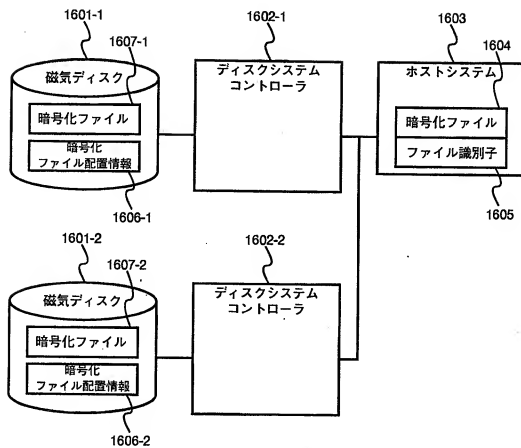 1601-1
1607-1
磁気ディスク
暗号化ファイル
暗号化
ファイル配置情報
1606-1
1602-1
ディスクシステム
コントローラ
1603
1604
ホストシステム
暗号化ファイル
ファイル識別子
1605
1601-2
1607-2
磁気ディスク
暗号化ファイル
暗号化
ファイル配置情報
1606-2
1602-2
ディスクシステム
コントローラ